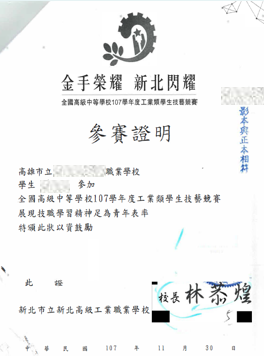 金手榮耀 新北閃耀
全國高級中等學校107學年度工業類學生技藝競賽
參賽證明
影本與正本相符
高雄市立 職業學校
學生 參加
全國高級中等學校107學年度工業類學生技藝競賽
展現技職學習精神足為青年表率
特頒此狀以資鼓勵
此 證
新北市立新北高級工業職業學校
校長 林恭煌
中華民國 107 年 11 月 30 日